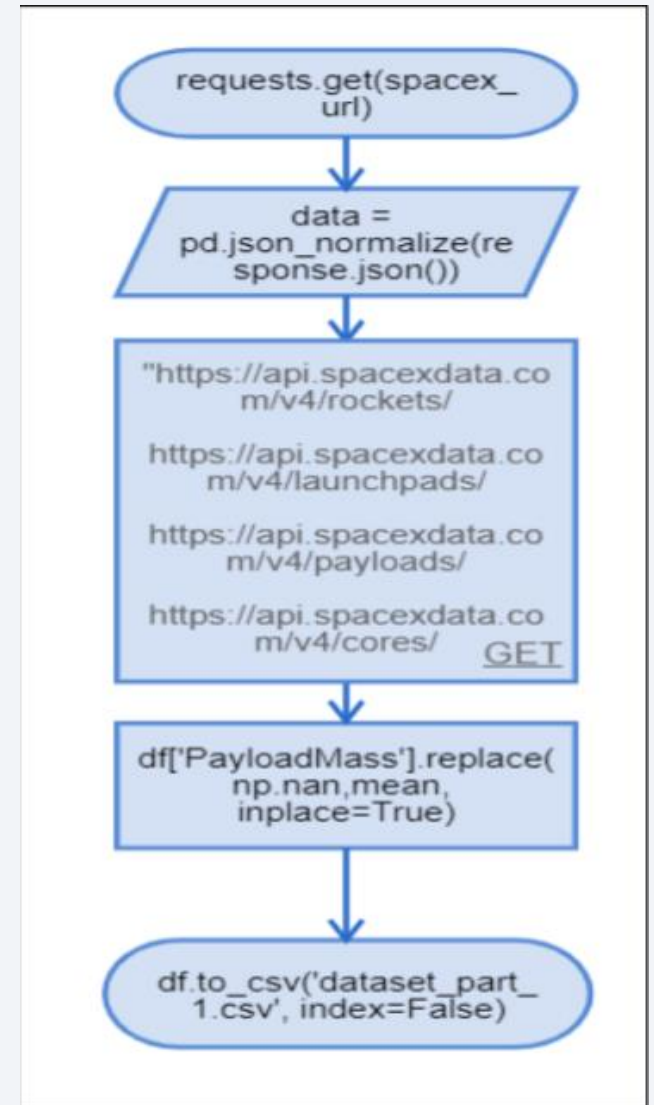 requests.get(spacex_
url)
data =
pd.json_normalize(re
sponse.json())
"https://api.spacexdata.co
m/v4/rockets/
https://api.spacexdata.co
m/v4/launchpads/
https://api.spacexdata.co
m/v4/payloads/
https://api.spacexdata.co
m/v4/cores/
GET
df['PayloadMass'].replace(
np.nan,mean,
inplace=True)
df.to_csv('dataset_part_
1.csv', index=False)